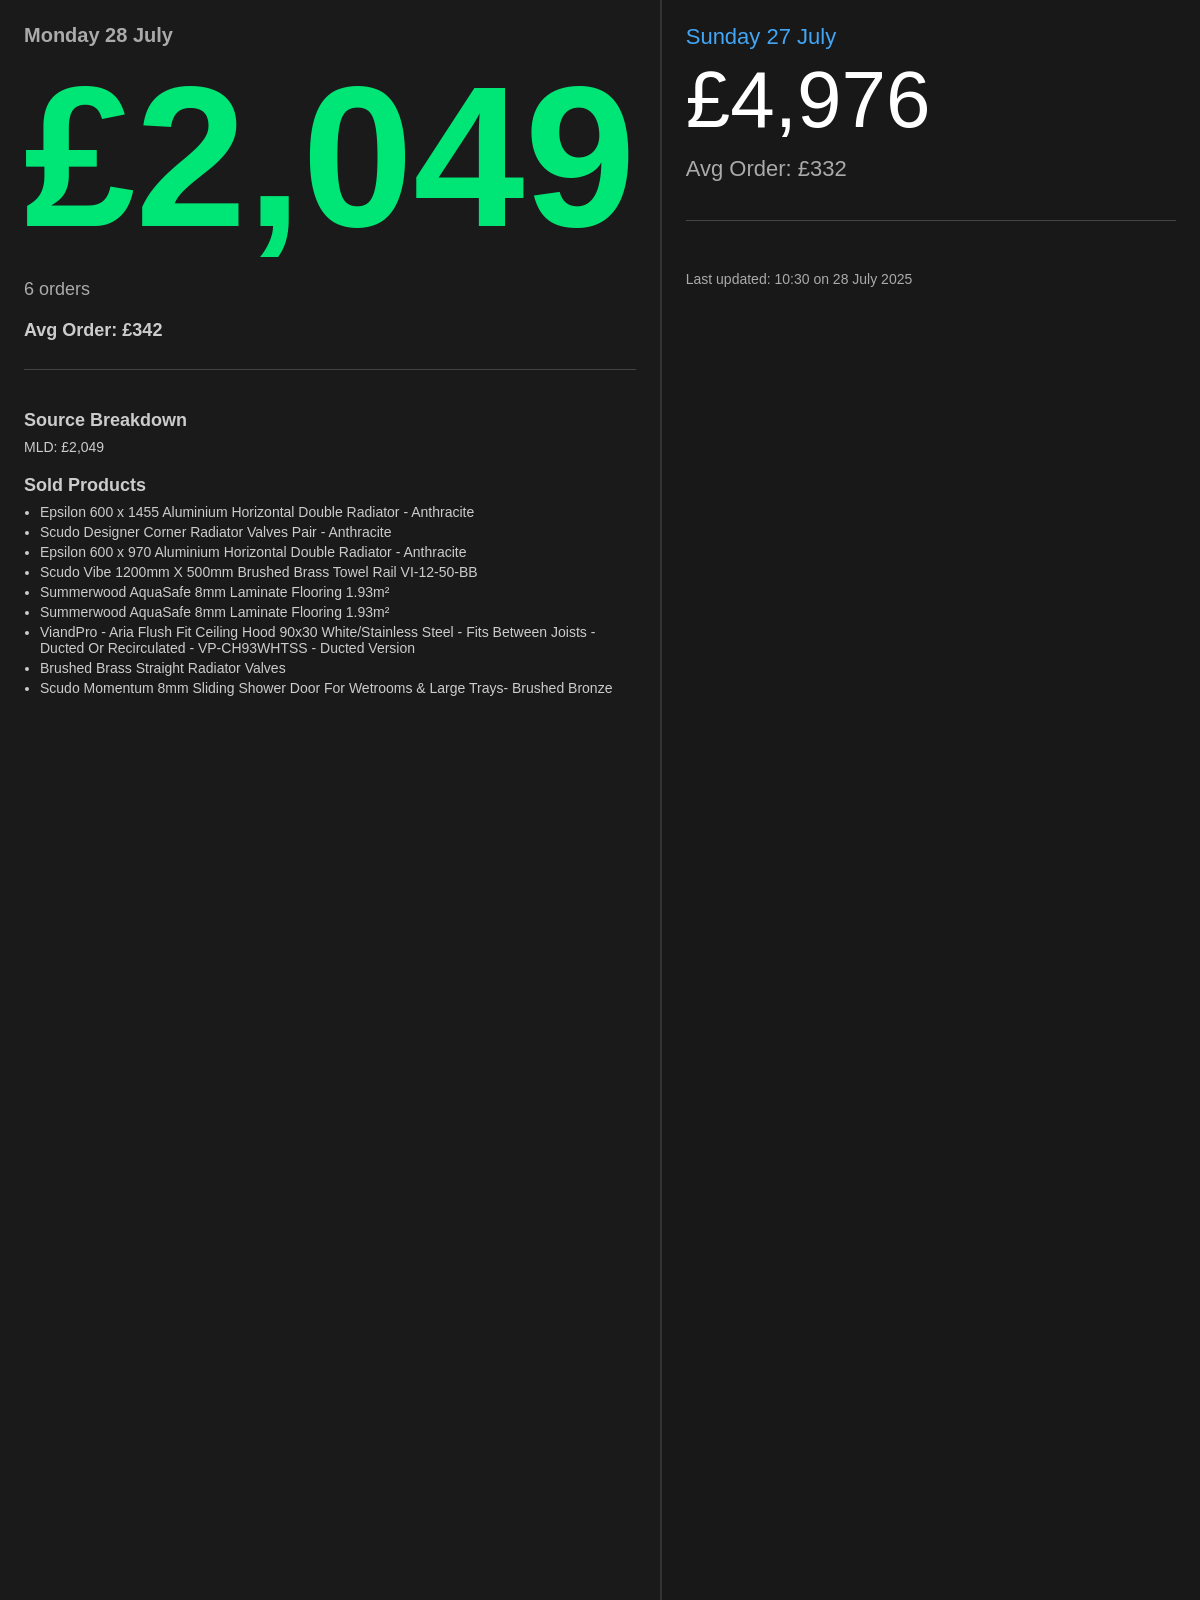 Monday 28 July
£2,049
6 orders
Avg Order: £342
Source Breakdown
MLD: £2,049
Sold Products
• Epsilon 600 x 1455 Aluminium Horizontal Double Radiator - Anthracite
• Scudo Designer Corner Radiator Valves Pair - Anthracite
• Epsilon 600 x 970 Aluminium Horizontal Double Radiator - Anthracite
• Scudo Vibe 1200mm X 500mm Brushed Brass Towel Rail VI-12-50-BB
• Summerwood AquaSafe 8mm Laminate Flooring 1.93m²
• Summerwood AquaSafe 8mm Laminate Flooring 1.93m²
• ViandPro - Aria Flush Fit Ceiling Hood 90x30 White/Stainless Steel - Fits Between Joists -
Ducted Or Recirculated - VP-CH93WHTSS - Ducted Version
• Brushed Brass Straight Radiator Valves
• Scudo Momentum 8mm Sliding Shower Door For Wetrooms & Large Trays- Brushed Bronze
Sunday 27 July
£4,976
Avg Order: £332
Last updated: 10:30 on 28 July 2025